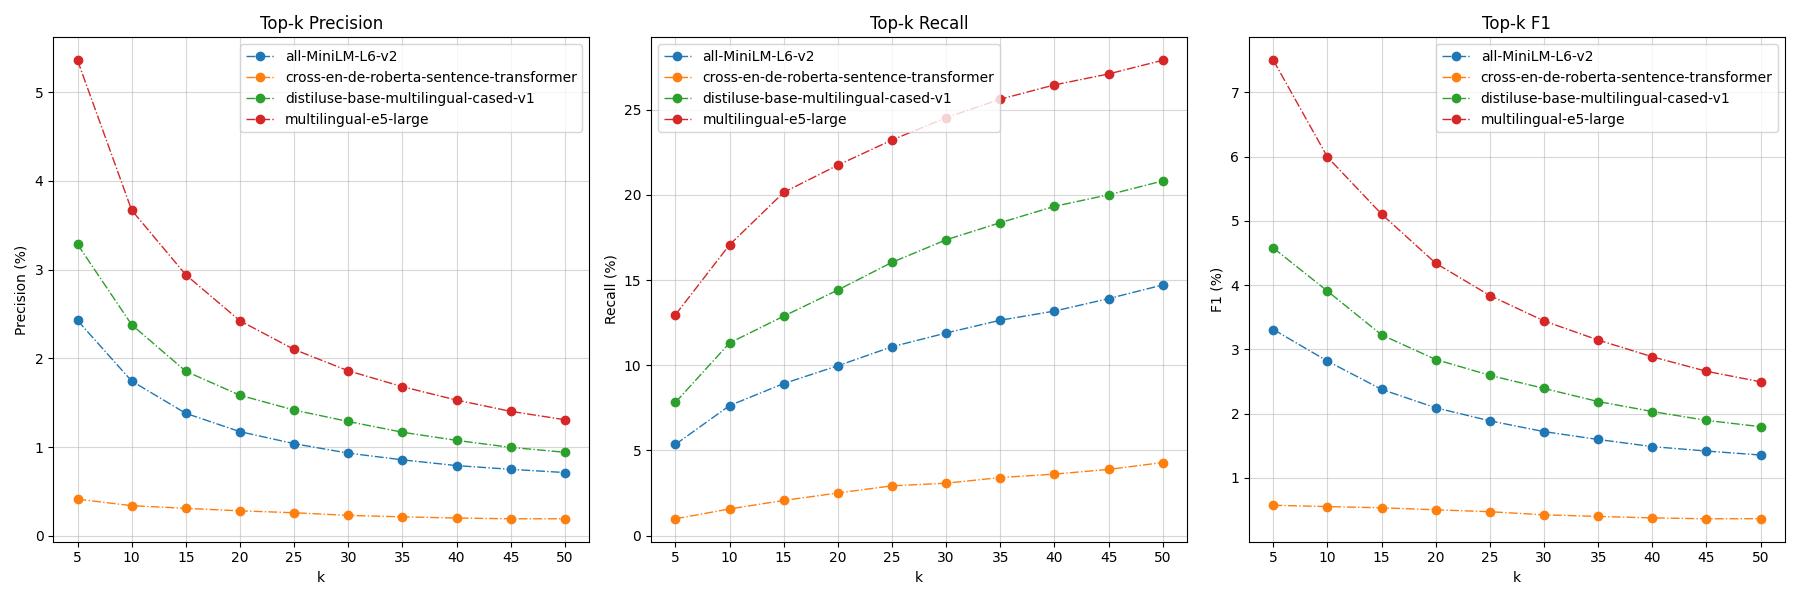 Top-k Precision
Precision (%)
5
4
3
2
1
0
all-MiniLM-L6-v2
cross-en-de-roberta-sentence-transformer
distiluse-base-multilingual-cased-v1
multilingual-e5-large
5 10 15 20 25 30 35 40 45 50
k
Top-k Recall
Recall (%)
25
20
15
10
5
0
all-MiniLM-L6-v2
cross-en-de-roberta-sentence-transformer
distiluse-base-multilingual-cased-v1
multilingual-e5-large
5 10 15 20 25 30 35 40 45 50
k
Top-k F1
F1 (%)
7
6
5
4
3
2
1
all-MiniLM-L6-v2
cross-en-de-roberta-sentence-transformer
distiluse-base-multilingual-cased-v1
multilingual-e5-large
5 10 15 20 25 30 35 40 45 50
k